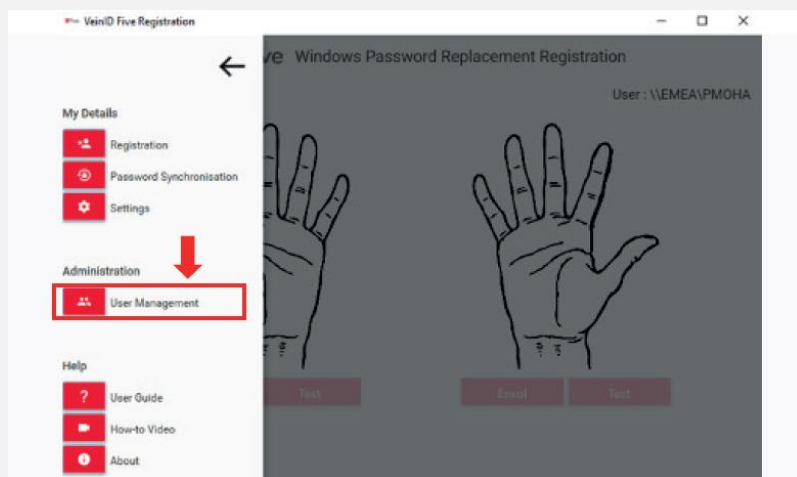 VeinID Five Registration
ve Windows Password Replacement Registration
User : \\EMEA\PMOHA
My Details
Registration
Password Synchronisation
Settings
Administration
User Management
Help
User Guide
How-to Video
About
Test
Enrol
Test